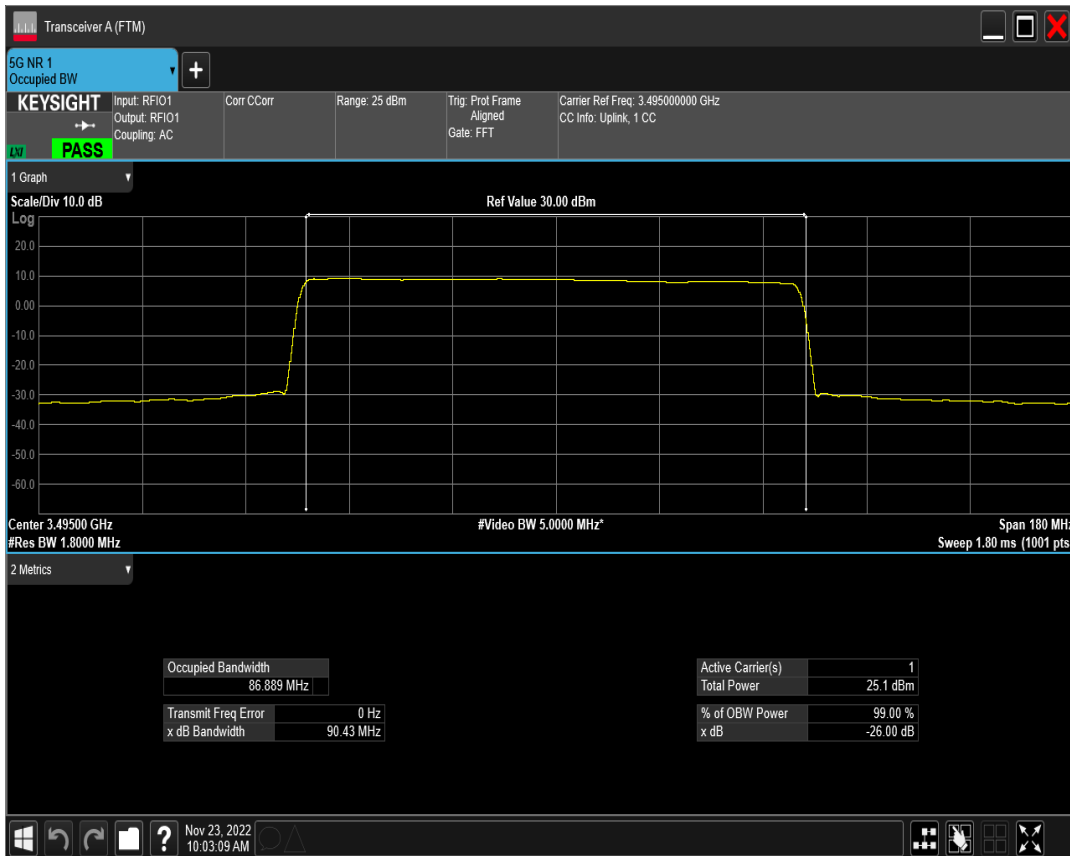 Transceiver A (FTM)
5G NR 1
Occupied BW
+
KEYSIGHT
Input: RFIO1
Output: RFIO1
Coupling: AC
Corr CCorr
Range: 25 dBm
Trig: Prot Frame
Aligned
Gate: FFT
Carrier Ref Freq: 3.495000000 GHz
CC Info: Uplink, 1 CC
LXI
PASS
1 Graph
Scale/Div 10.0 dB
Ref Value 30.00 dBm
Log
20.0
10.0
0.00
-10.0
-20.0
-30.0
-40.0
-50.0
-60.0
Center 3.49500 GHz
#Video BW 5.0000 MHz*
Span 180 MHz
#Res BW 1.8000 MHz
Sweep 1.80 ms (1001 pts
2 Metrics
Occupied Bandwidth
86.889 MHz
Transmit Freq Error 0 Hz
x dB Bandwidth 90.43 MHz
Active Carrier(s) 1
Total Power 25.1 dBm
% of OBW Power 99.00 %
x dB -26.00 dB
?
Nov 23, 2022
10:03:09 AM